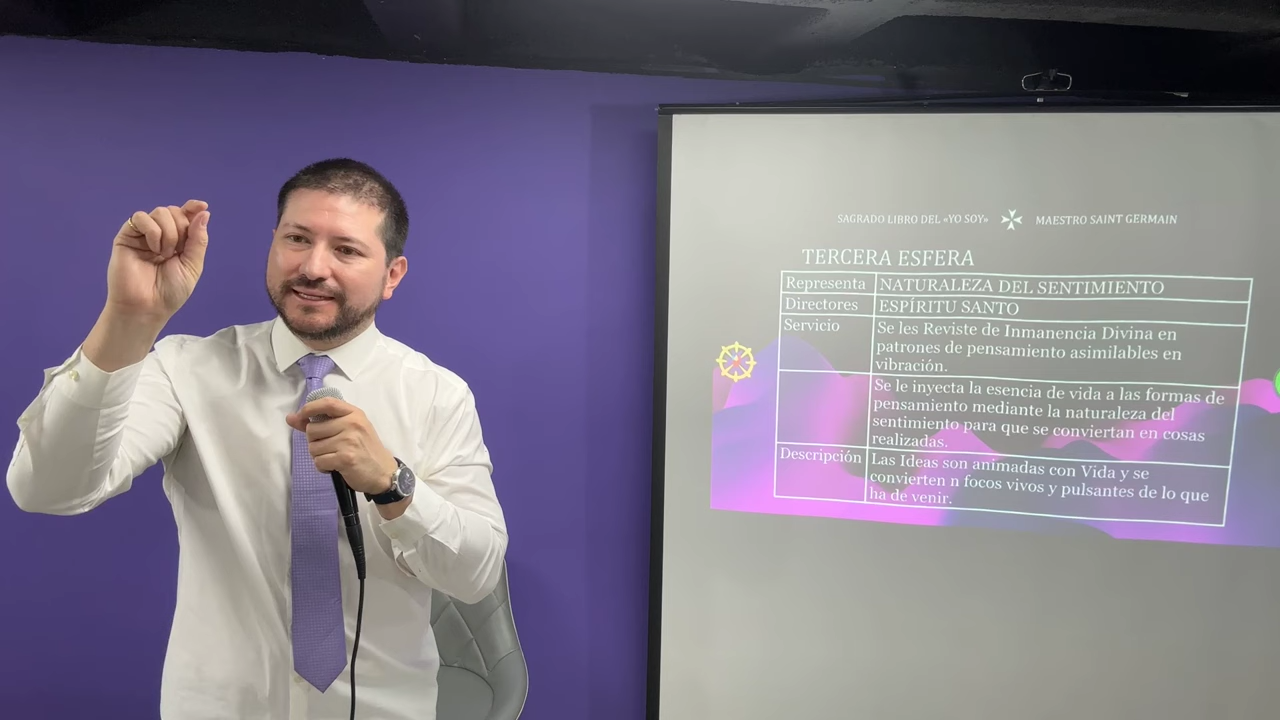 SAGRADO LIBRO DEL «YO SOY» MAESTRO SAINT GERMAIN
TERCERA ESFERA
Representa NATURALEZA DEL SENTIMIENTO
Directores ESPÍRITU SANTO
Servicio Se les Reviste de Inmanencia Divina en
patrones de pensamiento asimilables en
vibración.
Se le inyecta la esencia de vida a las formas de
pensamiento mediante la naturaleza del
sentimiento para que se conviertan en cosas
realizadas.
Descripción Las Ideas son animadas con Vida y se
convierten n focos vivos y pulsantes de lo que
ha de venir.